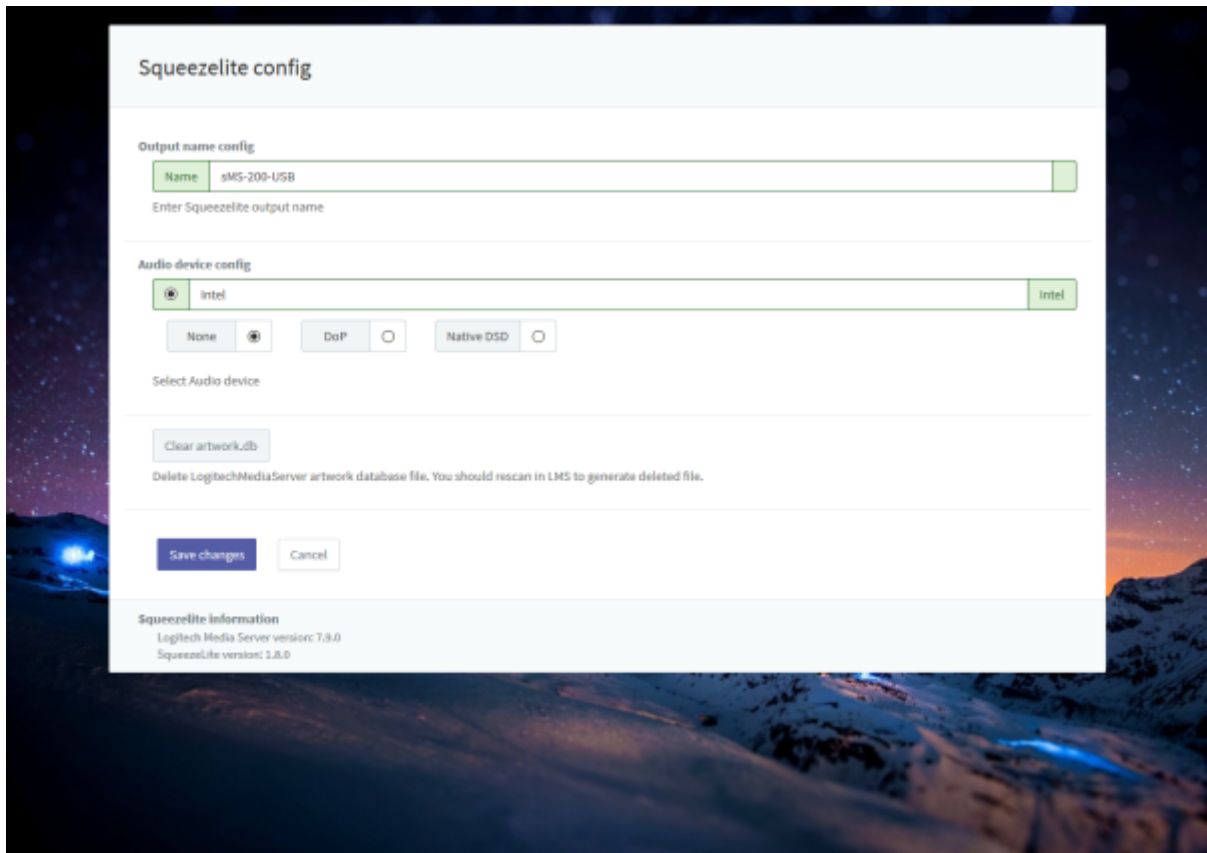 Squeezelite config
Output name config
Name sMS-200-USB
Enter Squeezelite output name
Audio device config
Intel Intel
None DoP Native DSD
Select Audio device
Clear artwork.db
Delete LogitechMediaServer artwork database file. You should rescan in LMS to generate deleted file.
Save changes Cancel
Squeezelite information
Logitech Media Server version: 7.9.0
SqueezeLite version: 1.8.0